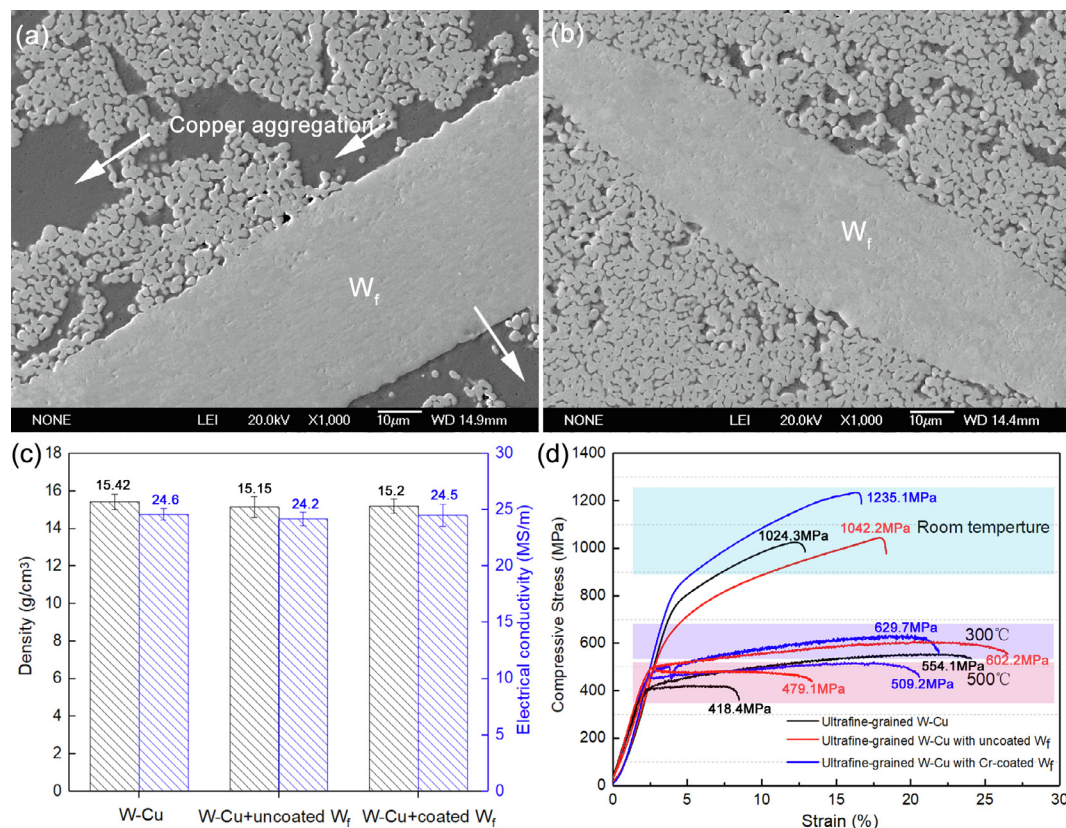 (a)
Copper aggregation
Wf
NONE LEI 20.0kV X1,000 10μm WD 14.9mm
(b)
Wf
NONE LEI 20.0kV X1,000 10μm WD 14.4mm
(c)
Density (g/cm³)
18
16
14
12
10
8
6
4
2
0
15.42
24.6
15.15
24.2
15.2
24.5
30
25
20
15
10
5
0
Electrical conductivity (MS/m)
W-Cu
W-Cu+uncoated Wf
W-Cu+coated Wf
(d)
Compressive Stress (MPa)
1400
1200
1000
800
600
400
200
0
1235.1MPa
Room temperture
1024.3MPa
1042.2MPa
629.7MPa
300℃
602.2MPa
554.1MPa
500℃
479.1MPa
509.2MPa
418.4MPa
Ultrafine-grained W-Cu
Ultrafine-grained W-Cu with uncoated Wf
Ultrafine-grained W-Cu with Cr-coated Wf
0 5 10 15 20 25 30
Strain (%)